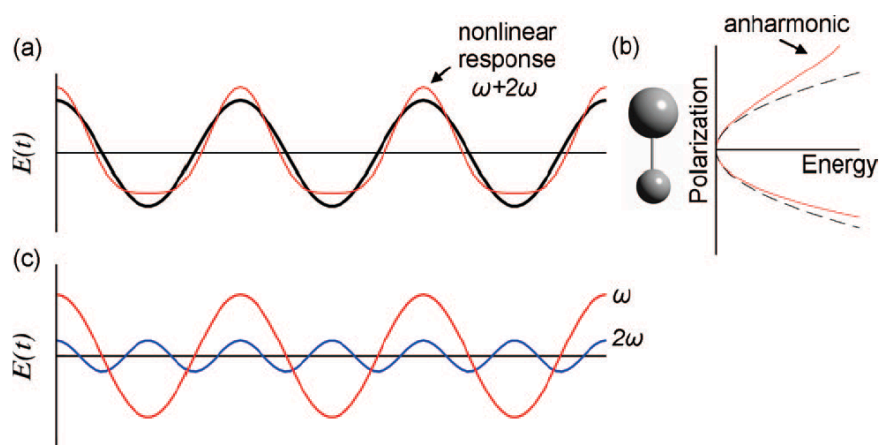 (a)
nonlinear
response
ω+2ω
E(t)
(b)
anharmonic
Polarization
Energy
(c)
E(t)
ω
2ω